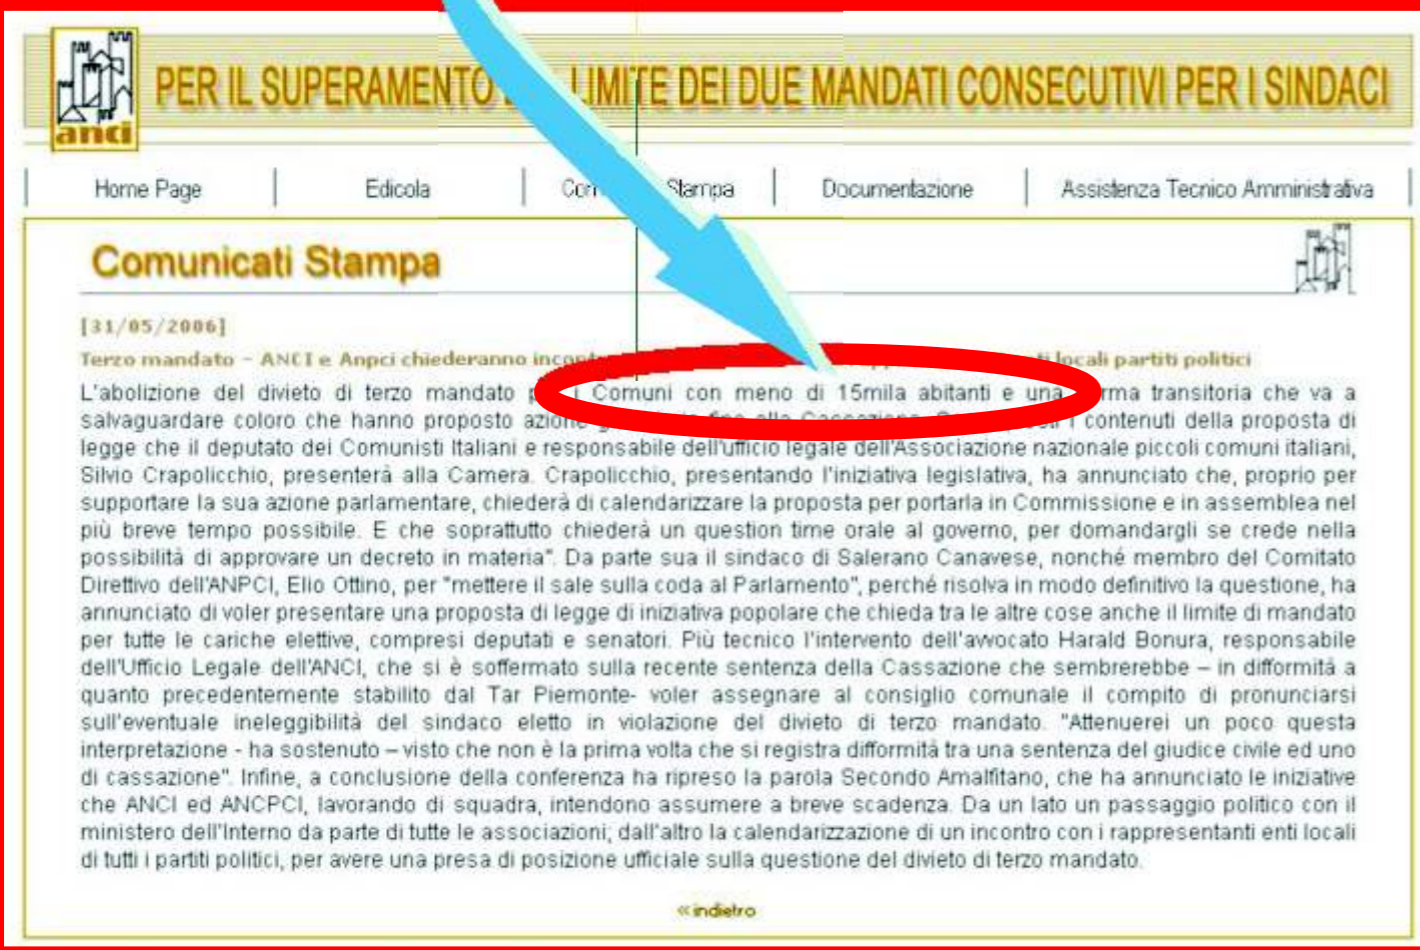 PER IL SUPERAMENTO LIMITE DEI DUE MANDATI CONSECUTIVI PER I SINDACI
anci
Home Page Edicola Stampa Documentazione Assistenza Tecnico Amministrativa
Comunicati Stampa
[31/05/2006]
Terzo mandato - ANCI e Anpci chiederanno locali partiti politici
L'abolizione del divieto di terzo mandato i Comuni con meno di 15mila abitanti e una transitoria che va a
salvaguardare coloro che hanno proposto fino alla Cassazione. i contenuti della proposta di
legge che il deputato dei Comunisti Italiani e responsabile dell'ufficio legale dell'Associazione nazionale piccoli comuni italiani,
Silvio Crapolicchio, presenterà alla Camera. Crapolicchio, presentando l'iniziativa legislativa, ha annunciato che, proprio per
supportare la sua azione parlamentare, chiederà di calendarizzare la proposta per portarla in Commissione e in assemblea nel
più breve tempo possibile. E che soprattutto chiederà un question time orale al governo, per domandargli se crede nella
possibilità di approvare un decreto in materia". Da parte sua il sindaco di Salerano Canavese, nonché membro del Comitato
Direttivo dell'ANPCI, Elio Ottino, per "mettere il sale sulla coda al Parlamento", perché risolva in modo definitivo la questione, ha
annunciato di voler presentare una proposta di legge di iniziativa popolare che chieda tra le altre cose anche il limite di mandato
per tutte le cariche elettive, compresi deputati e senatori. Più tecnico l'intervento dell'avvocato Harald Bonura, responsabile
dell'Ufficio Legale dell'ANCI, che si è soffermato sulla recente sentenza della Cassazione che sembrerebbe – in difformità a
quanto precedentemente stabilito dal Tar Piemonte- voler assegnare al consiglio comunale il compito di pronunciarsi
sull'eventuale ineleggibilità del sindaco eletto in violazione del divieto di terzo mandato. "Attenuerei un poco questa
interpretazione - ha sostenuto – visto che non è la prima volta che si registra difformità tra una sentenza del giudice civile ed uno
di cassazione". Infine, a conclusione della conferenza ha ripreso la parola Secondo Amalfitano, che ha annunciato le iniziative
che ANCI ed ANCPCI, lavorando di squadra, intendono assumere a breve scadenza. Da un lato un passaggio politico con il
ministero dell'Interno da parte di tutte le associazioni; dall'altro la calendarizzazione di un incontro con i rappresentanti enti locali
di tutti i partiti politici, per avere una presa di posizione ufficiale sulla questione del divieto di terzo mandato.
«indietro